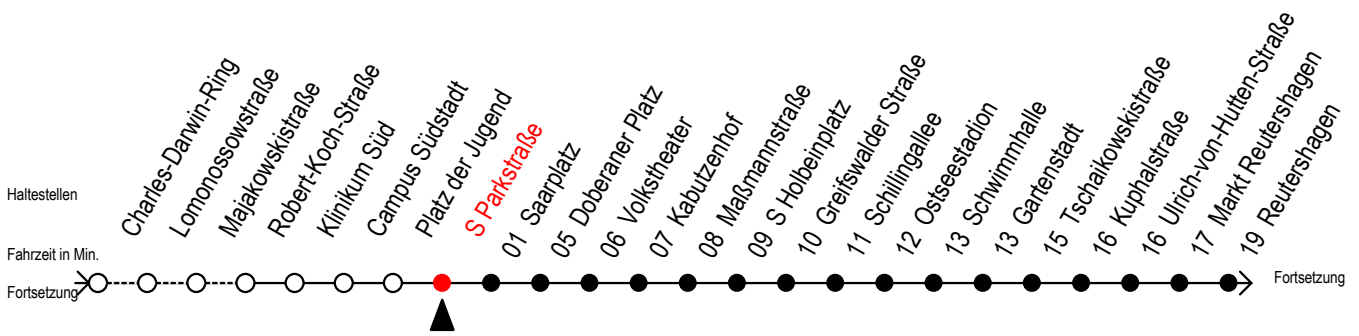 Haltestellen
Charles-Darwin-Ring
Lomonossowstraße
Majakowskistraße
Robert-Koch-Straße
Klinikum Süd
Campus Südstadt
Platz der Jugend
S Parkstraße
01 Saarplatz
05 Doberaner Platz
06 Volkstheater
07 Kabutzenhof
08 Maßmannstraße
09 S Holbeinplatz
10 Greifswalder Straße
11 Schillingallee
12 Ostseestadion
13 Schwimmhalle
13 Gartenstadt
15 Tschaikowskistraße
16 Kuphalstraße
16 Ulrich-von-Hutten-Straße
17 Markt Reutershagen
19 Reutershagen
Fahrzeit in Min.
Fortsetzung
Fortsetzung